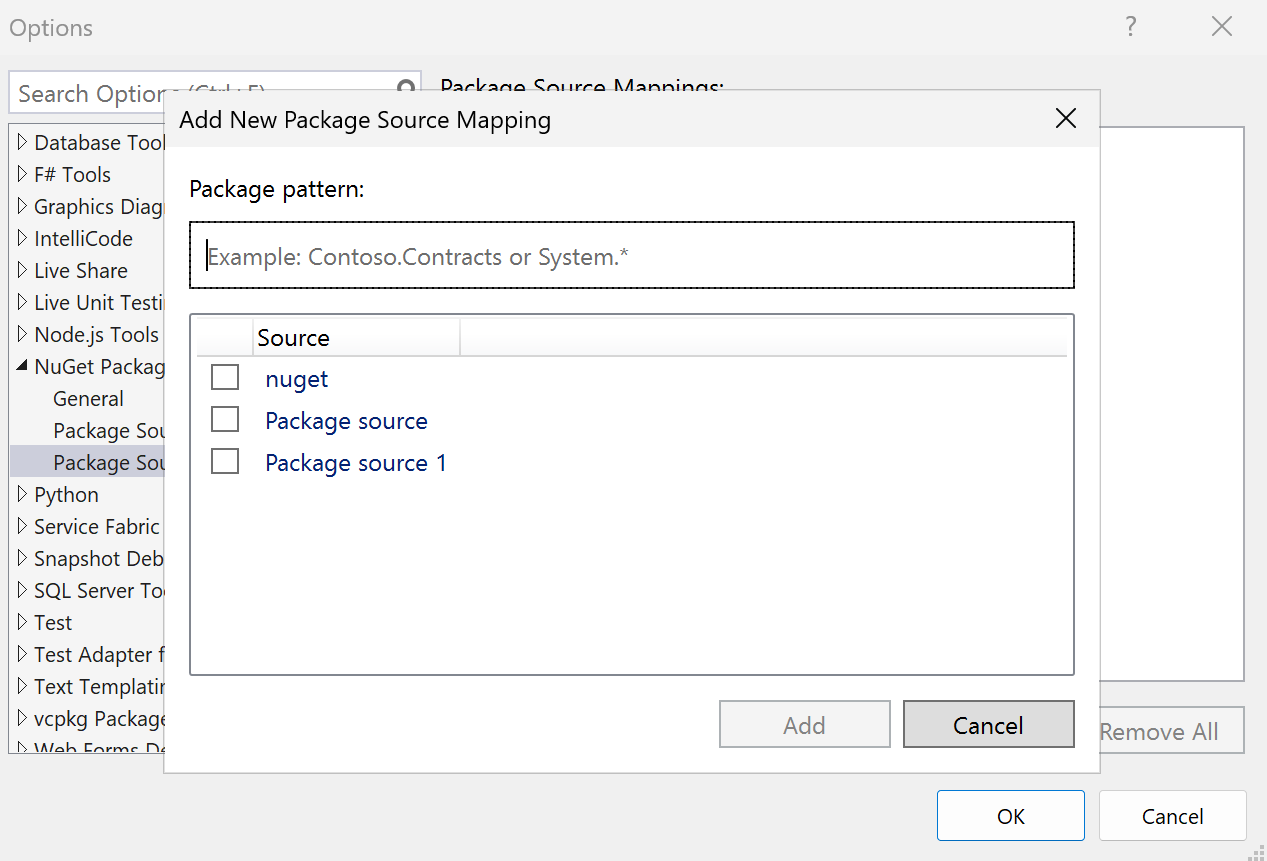 Options
?
Search Options (Ctrl+E)
Package Source Mappings:
Database Tool
F# Tools
Graphics Diag
IntelliCode
Live Share
Live Unit Testi
Node.js Tools
NuGet Packag
General
Package Sou
Package Sou
Python
Service Fabric
Snapshot Deb
SQL Server Too
Test
Test Adapter f
Text Templatin
vcpkg Package
Web Forms De
Add New Package Source Mapping
Package pattern:
Example: Contoso.Contracts or System.*
Source
nuget
Package source
Package source 1
Add
Cancel
Remove All
OK
Cancel